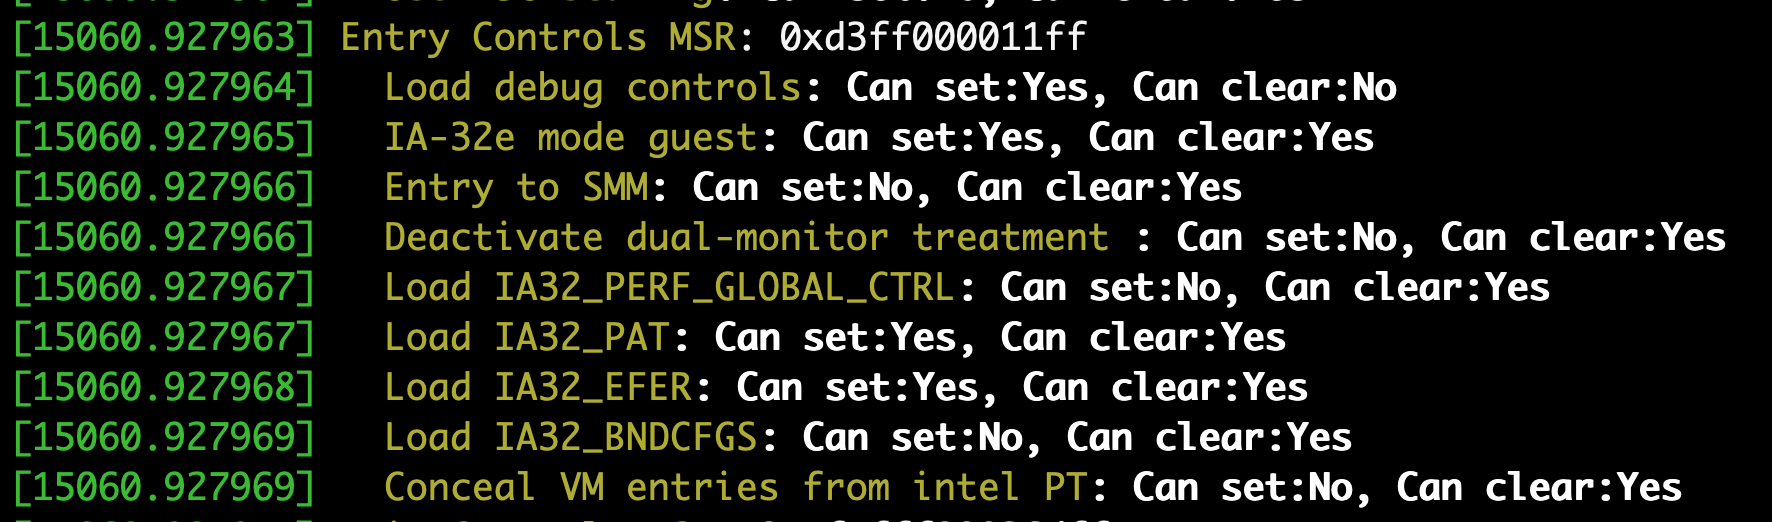 [15060.927963] Entry Controls MSR: 0xd3ff000011ff
[15060.927964]   Load debug controls: Can set:Yes, Can clear:No
[15060.927965]   IA-32e mode guest: Can set:Yes, Can clear:Yes
[15060.927966]   Entry to SMM: Can set:No, Can clear:Yes
[15060.927966]   Deactivate dual-monitor treatment : Can set:No, Can clear:Yes
[15060.927967]   Load IA32_PERF_GLOBAL_CTRL: Can set:No, Can clear:Yes
[15060.927967]   Load IA32_PAT: Can set:Yes, Can clear:Yes
[15060.927968]   Load IA32_EFER: Can set:Yes, Can clear:Yes
[15060.927969]   Load IA32_BNDCFGS: Can set:No, Can clear:Yes
[15060.927969]   Conceal VM entries from intel PT: Can set:No, Can clear:Yes